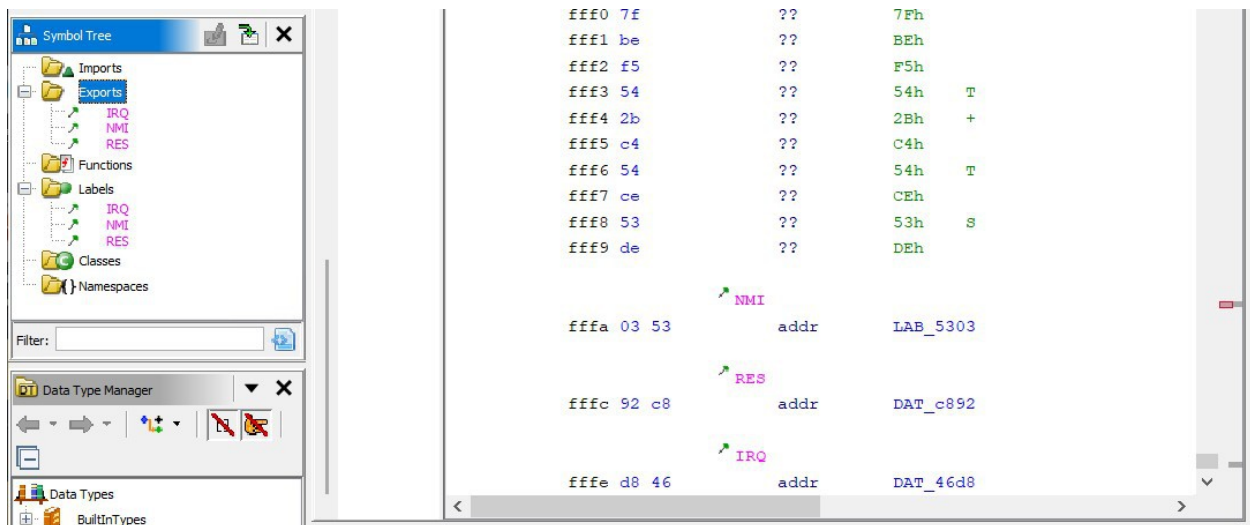 Symbol Tree
Imports
Exports
IRQ
NMI
RES
Functions
Labels
IRQ
NMI
RES
Classes
Namespaces
Filter:
Data Type Manager
Data Types
BuiltInTypes
fff0 7f ?? 7Fh
fff1 be ?? BEh
fff2 f5 ?? F5h
fff3 54 ?? 54h T
fff4 2b ?? 2Bh +
fff5 c4 ?? C4h
fff6 54 ?? 54h T
fff7 ce ?? CEh
fff8 53 ?? 53h S
fff9 de ?? DEh
NMI
fffa 03 53 addr LAB_5303
RES
fffc 92 c8 addr DAT_c892
IRQ
fffe d8 46 addr DAT_46d8